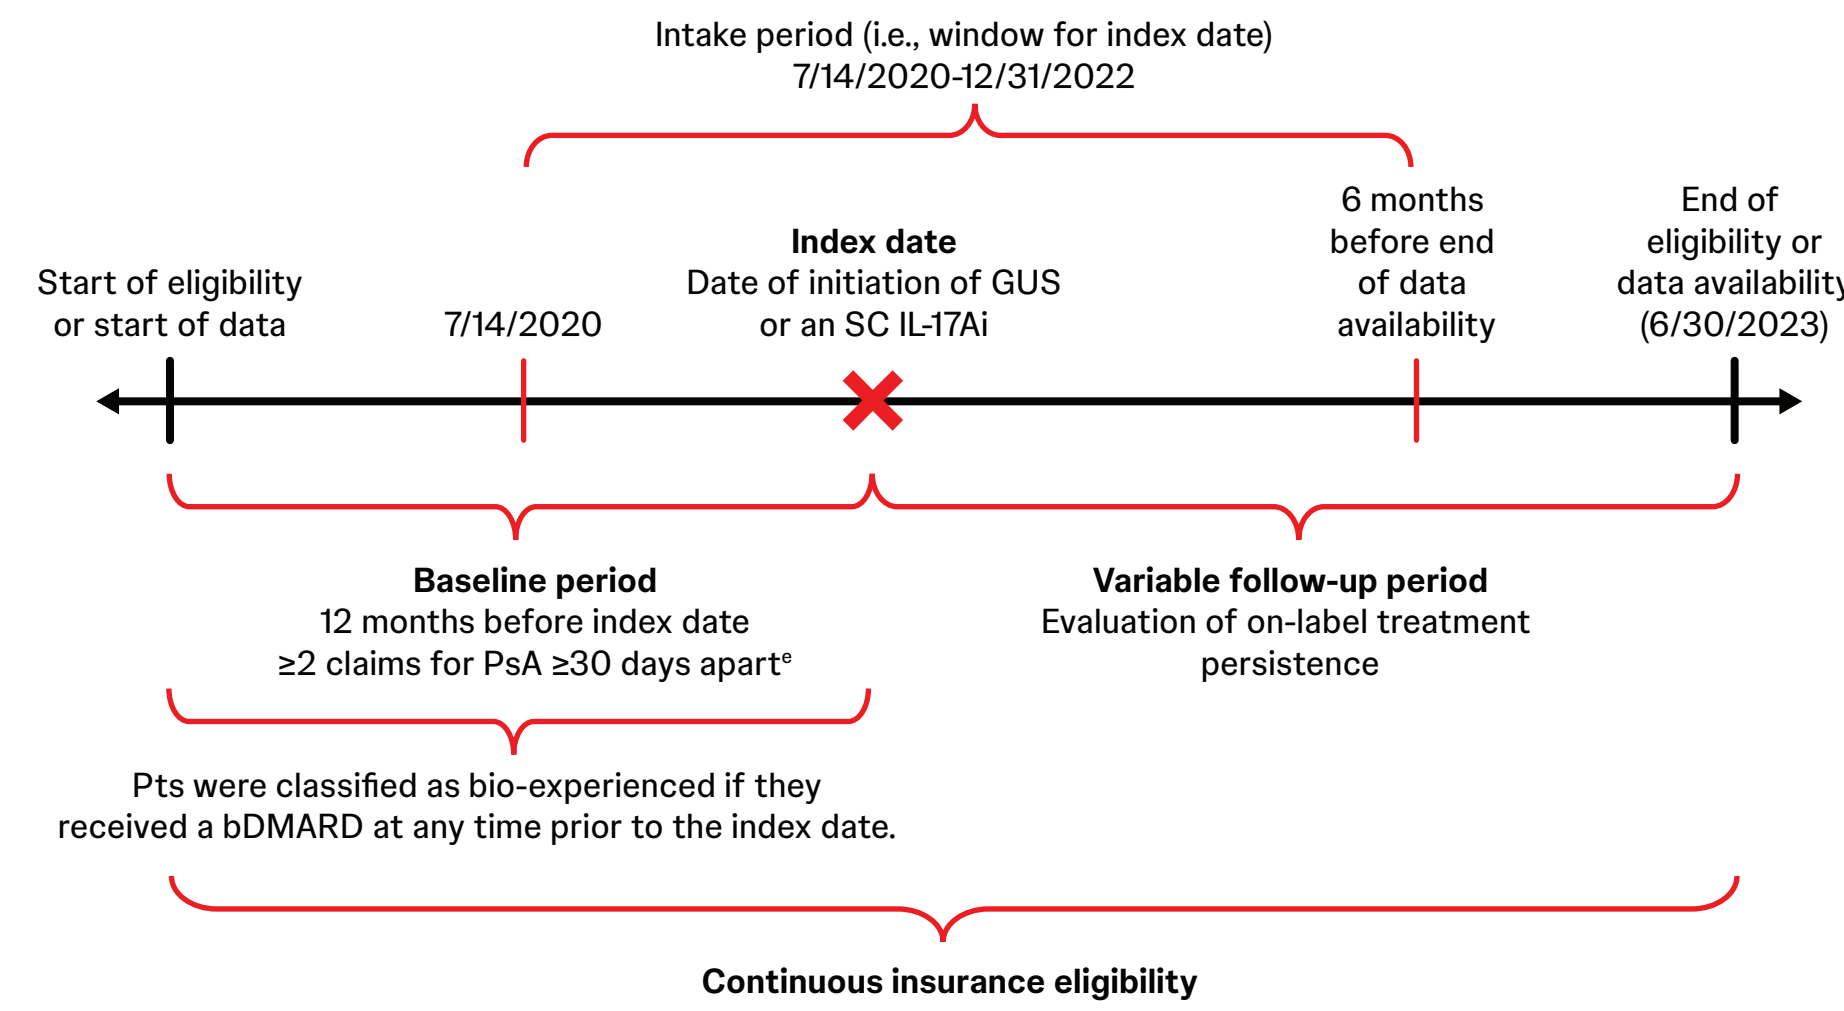 Intake period (i.e., window for index date)
7/14/2020-12/31/2022
Start of eligibility
or start of data
7/14/2020
Index date
Date of initiation of GUS
or an SC IL-17Ai
6 months
before end
of data
availability
End of
eligibility or
data availability
(6/30/2023)
Baseline period
12 months before index date
≥2 claims for PsA ≥30 days apartᵉ
Variable follow-up period
Evaluation of on-label treatment
persistence
Pts were classified as bio-experienced if they
received a bDMARD at any time prior to the index date.
Continuous insurance eligibility